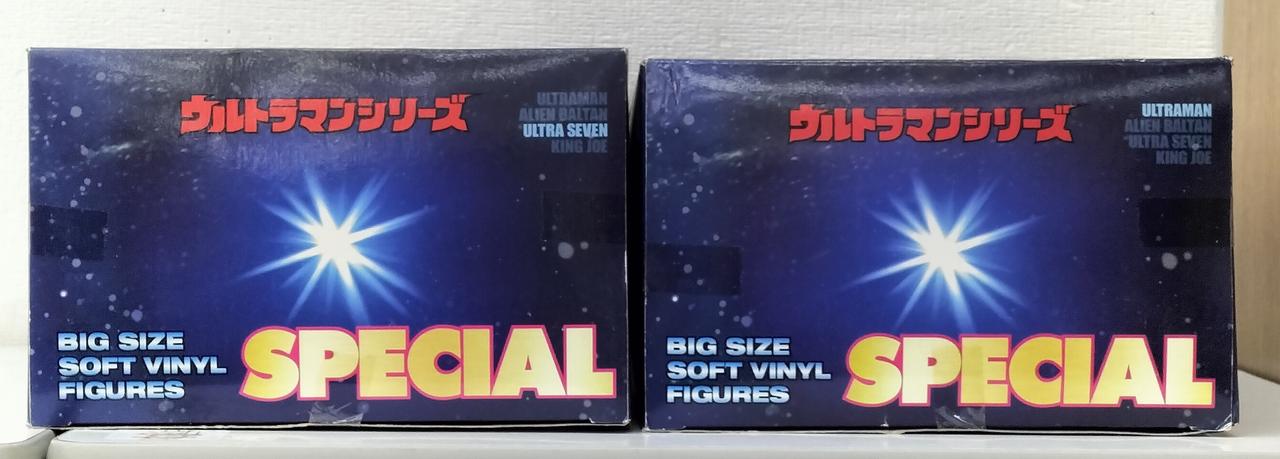 ウルトラマンシリーズ
ULTRAMAN
ALIEN BALTAN
ULTRA SEVEN
KING JOE
BIG SIZE
SOFT VINYL
FIGURES
SPECIAL
ウルトラマンシリーズ
ULTRAMAN
ALIEN BALTAN
ULTRA SEVEN
KING JOE
BIG SIZE
SOFT VINYL
FIGURES
SPECIAL